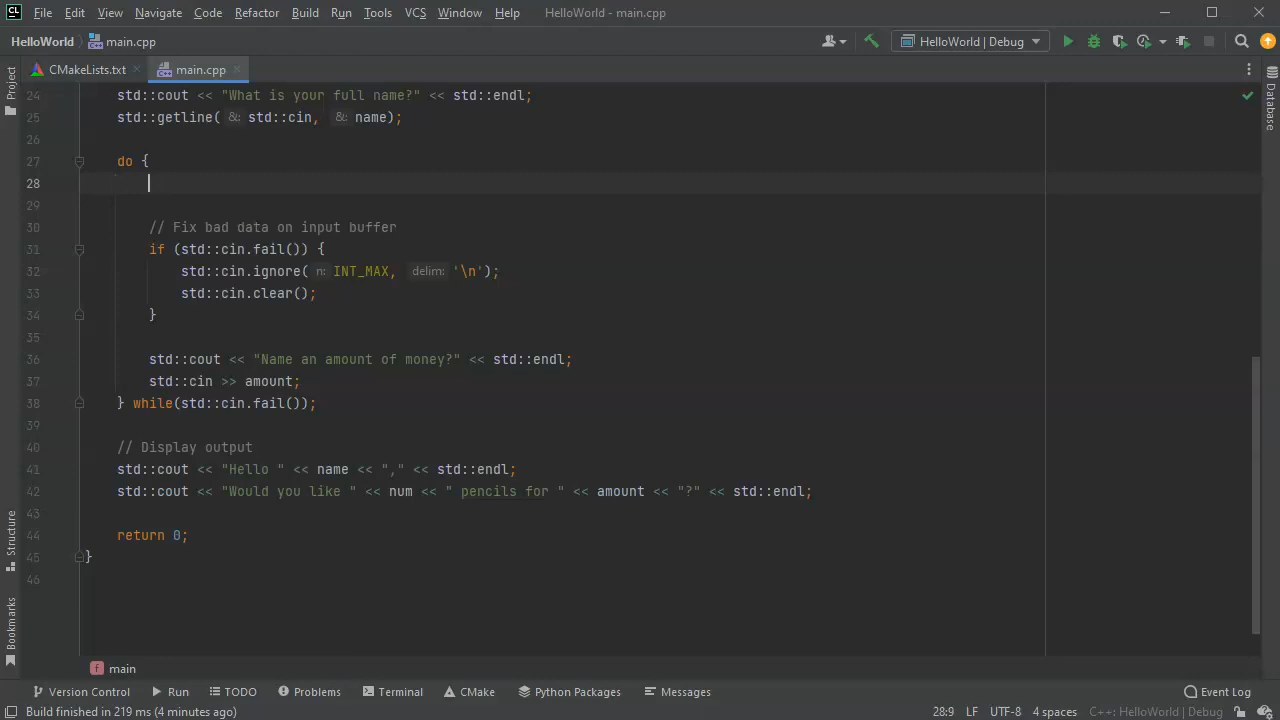 CL File Edit View Navigate Code Refactor Build Run Tools VCS Window Help HelloWorld - main.cpp
HelloWorld main.cpp HelloWorld | Debug
CMakeLists.txt main.cpp
Project
Database
24 std::cout << "What is your full name?" << std::endl;
25 std::getline( &: std::cin, &: name);
26
27 do {
28
29
30 // Fix bad data on input buffer
31 if (std::cin.fail()) {
32 std::cin.ignore( n: INT_MAX, delim: '\n');
33 std::cin.clear();
34 }
35
36 std::cout << "Name an amount of money?" << std::endl;
37 std::cin >> amount;
38 } while(std::cin.fail());
39
40 // Display output
41 std::cout << "Hello " << name << "," << std::endl;
42 std::cout << "Would you like " << num << " pencils for " << amount << "?" << std::endl;
43
44 return 0;
45 }
46
Structure
Bookmarks
f main
Version Control Run TODO Problems Terminal CMake Python Packages Messages Event Log
Build finished in 219 ms (4 minutes ago) 28:9 LF UTF-8 4 spaces C++: HelloWorld | Debug